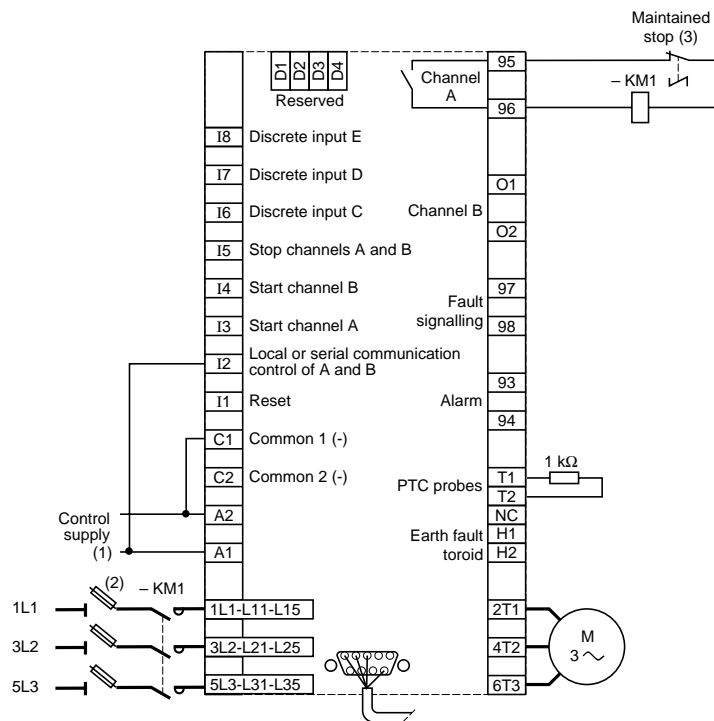 Maintained
stop (3)
D1
D2
D3
D4
Reserved
Channel
A
95
– KM1
96
I8 Discrete input E
I7 Discrete input D
I6 Discrete input C
I5 Stop channels A and B
I4 Start channel B
I3 Start channel A
I2 Local or serial communication
control of A and B
I1 Reset
C1 Common 1 (-)
C2 Common 2 (-)
A2
A1
Control
supply
(1)
O1
Channel B
O2
97
Fault
signalling
98
93
Alarm
94
PTC probes
T1
T2
1 kΩ
NC
Earth fault
toroid
H1
H2
(2)
– KM1
1L1
1L1-L11-L15
3L2
3L2-L21-L25
5L3
5L3-L31-L35
2T1
4T2
6T3
M
3 ~